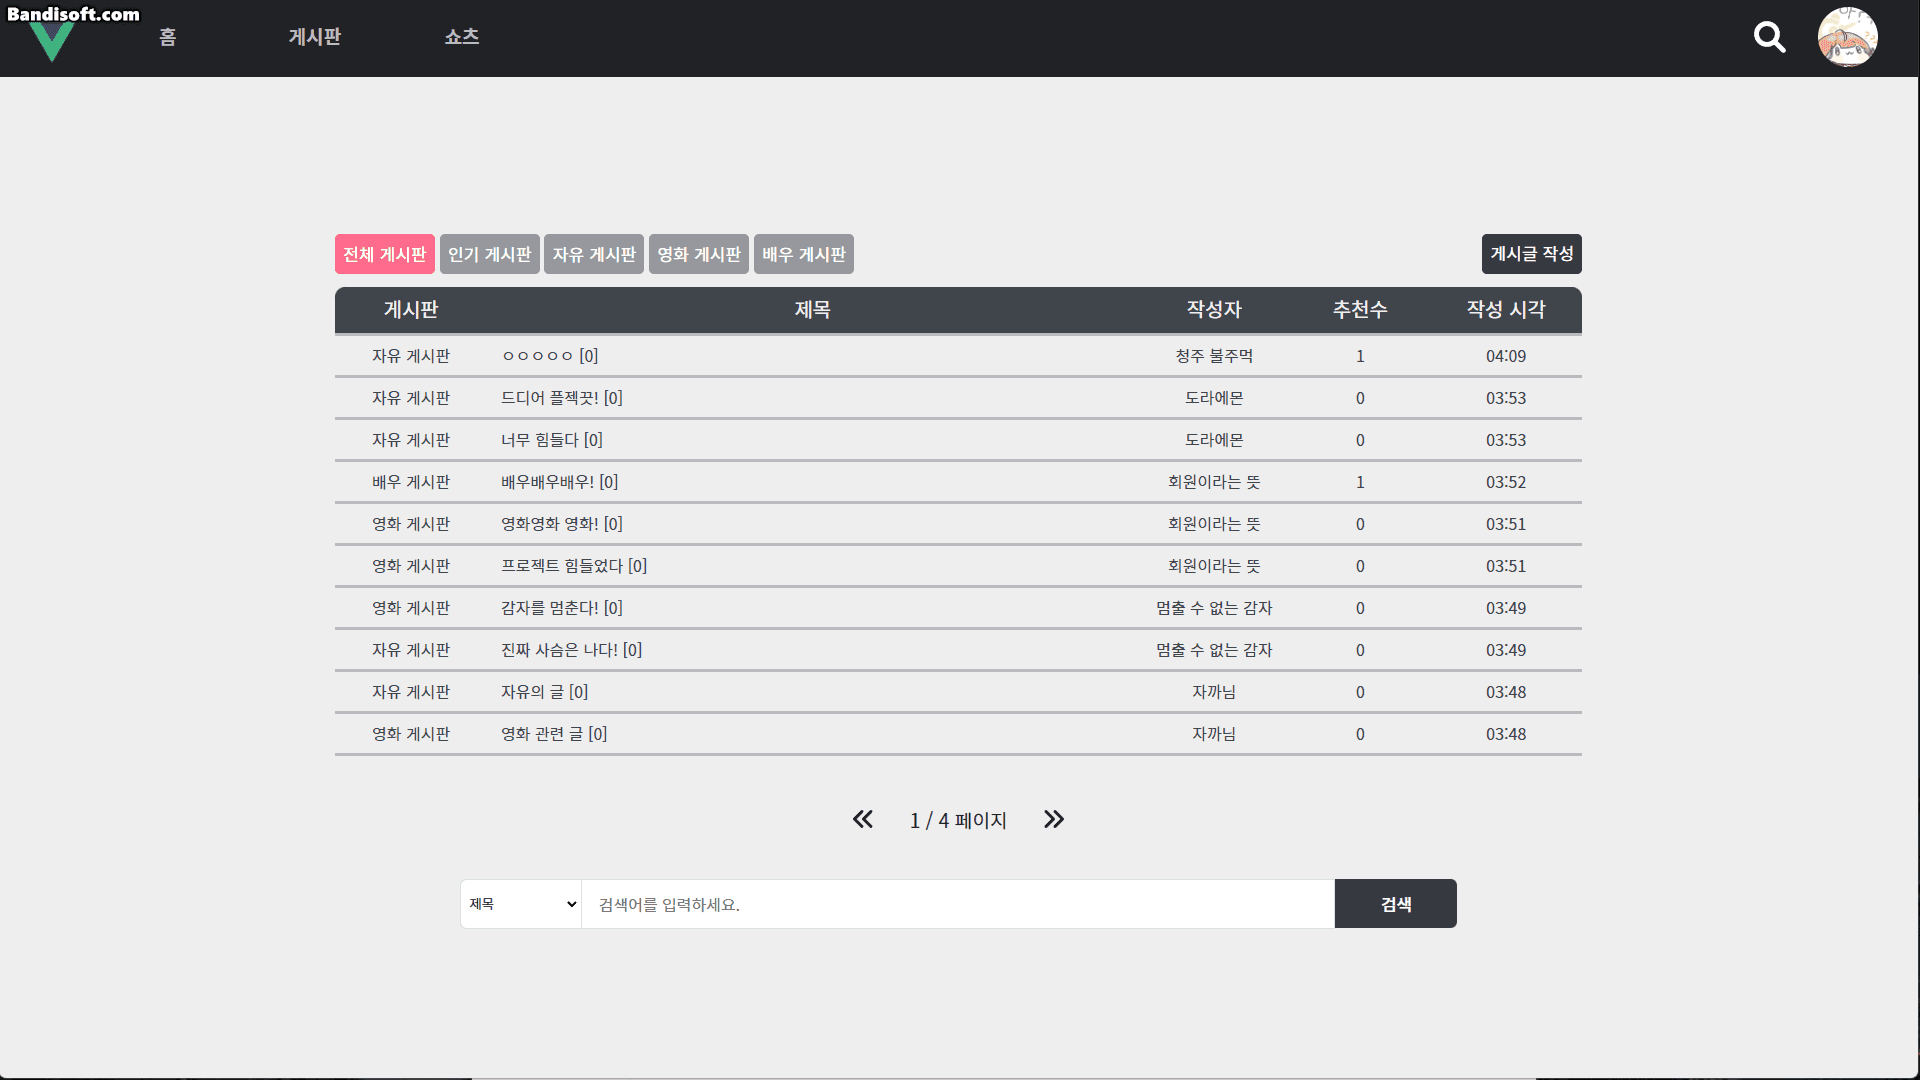 Bandisoft.com
홈 게시판 쇼츠
전체 게시판 인기 게시판 자유 게시판 영화 게시판 배우 게시판 게시글 작성
게시판 제목 작성자 추천수 작성 시각
자유 게시판 ㅇㅇㅇㅇㅇ [0] 청주 불주먹 1 04:09
자유 게시판 드디어 플젝끗! [0] 도라에몬 0 03:53
자유 게시판 너무 힘들다 [0] 도라에몬 0 03:53
배우 게시판 배우배우배우! [0] 회원이라는 뜻 1 03:52
영화 게시판 영화영화 영화! [0] 회원이라는 뜻 0 03:51
영화 게시판 프로젝트 힘들었다 [0] 회원이라는 뜻 0 03:51
영화 게시판 감자를 멈춘다! [0] 멈출 수 없는 감자 0 03:49
자유 게시판 진짜 사슴은 나다! [0] 멈출 수 없는 감자 0 03:49
자유 게시판 자유의 글 [0] 자까님 0 03:48
영화 게시판 영화 관련 글 [0] 자까님 0 03:48
1 / 4 페이지
제목 검색어를 입력하세요. 검색